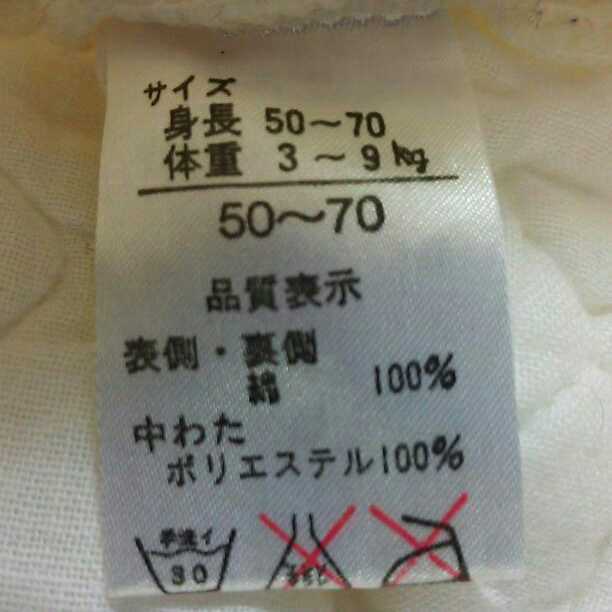 サイズ
身長 50～70
体重 3～9kg
50～70
品質表示
表側・裏側
綿 100%
中わた
ポリエステル100%
手洗イ
30